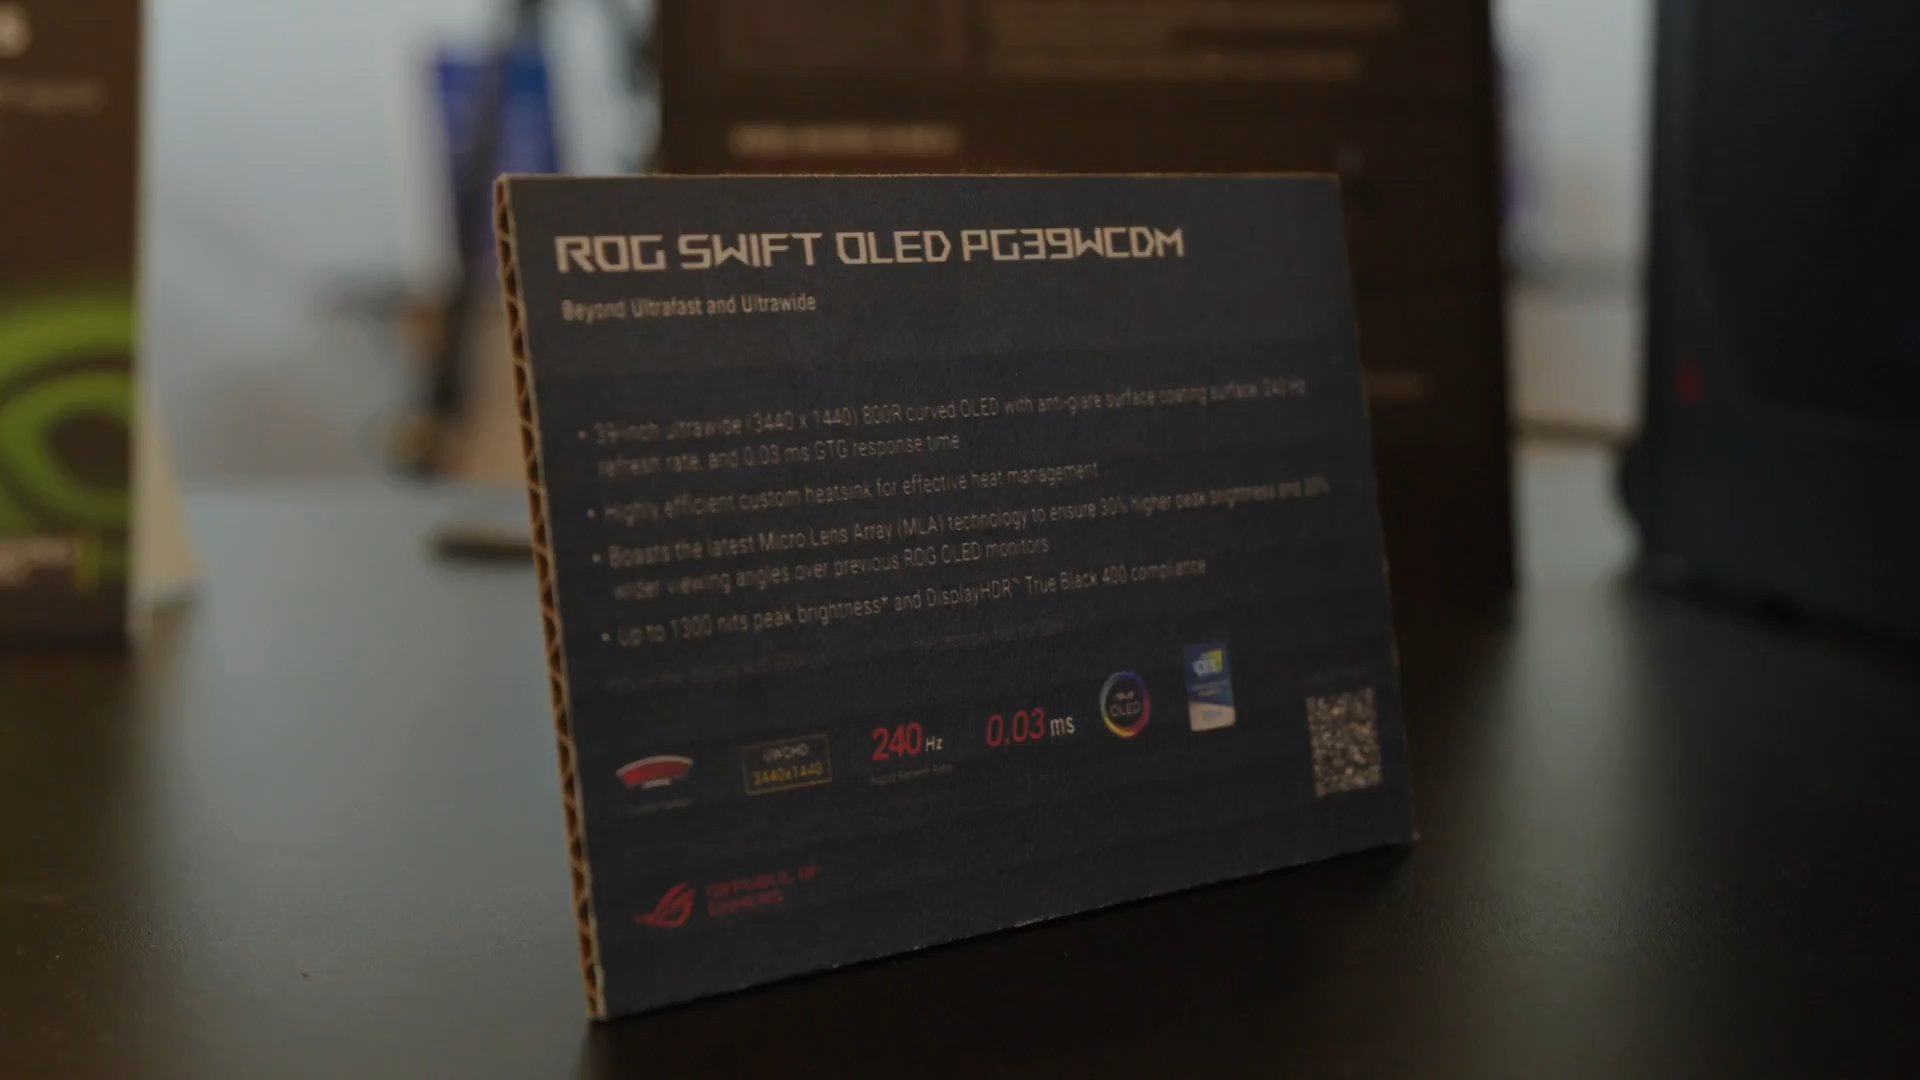 ROG SWIFT OLED PG39WCDM
Beyond Ultrafast and Ultrawide
• 39-inch ultrawide (3440 x 1440) 800R curved OLED with anti-glare surface coating surface, 240 Hz
refresh rate, and 0.03 ms GTG response time
• Highly efficient custom heatsink for effective heat management
• Boasts the latest Micro Lens Array (MLA) technology to ensure 30% higher peak brightness and 20%
wider viewing angles over previous ROG OLED monitors
• Up to 1300 nits peak brightness* and DisplayHDR™ True Black 400 compliance
UWQHD
3440x1440
240 Hz
Rapid Refresh Rate
0.03 ms
OLED
CES
REPUBLIC OF
GAMERS